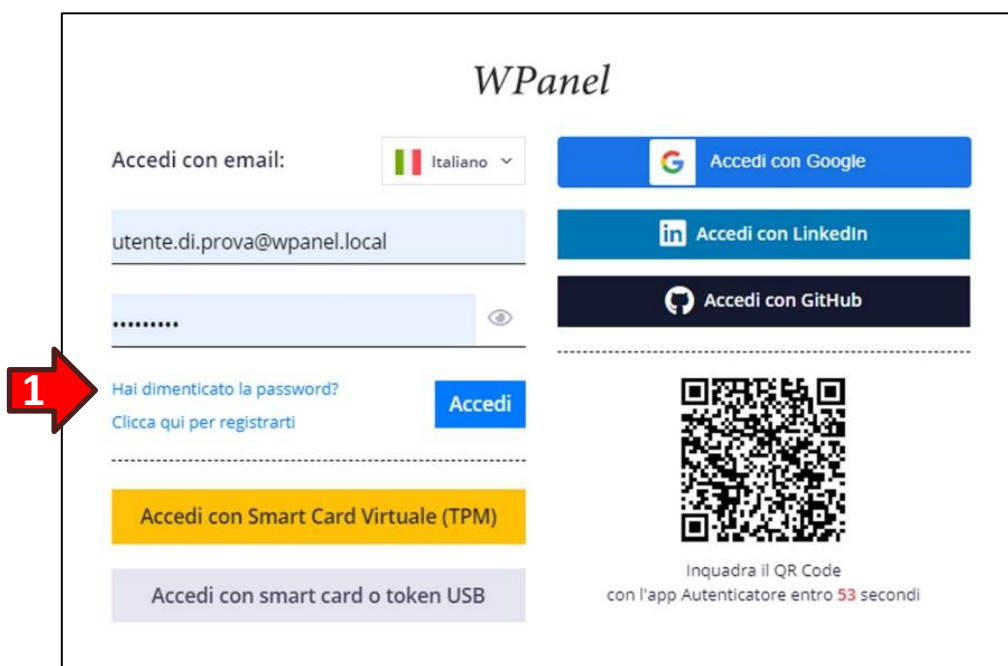 WPanel
Accedi con email:
Italiano
utente.di.prova@wpanel.local
•••••••••
1
Hai dimenticato la password?
Clicca qui per registrarti
Accedi
Accedi con Smart Card Virtuale (TPM)
Accedi con smart card o token USB
Accedi con Google
in Accedi con LinkedIn
Accedi con GitHub
Inquadra il QR Code
con l'app Autenticatore entro 53 secondi